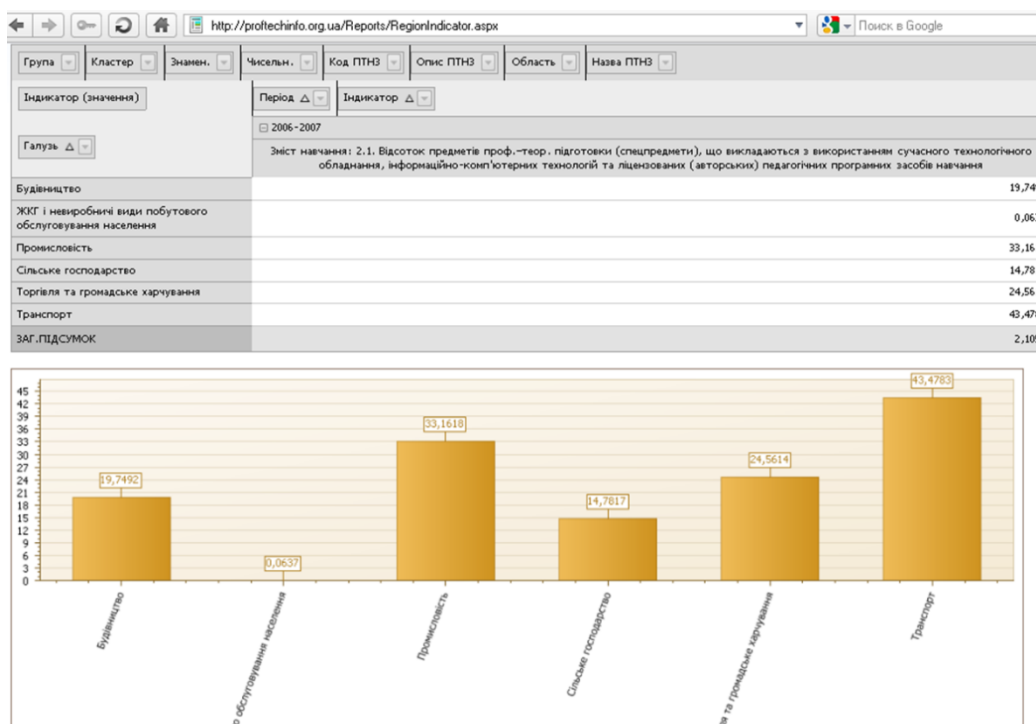 http://proftechinfo.org.ua/Reports/RegionIndicator.aspx
Поиск в Google
Група Кластер Знамен. Чисельн. Код ПТНЗ Опис ПТНЗ Область Назва ПТНЗ
Індикатор (значення) Період Індикатор
2006-2007
Галузь
Зміст навчання: 2.1. Відсоток предметів проф.-теор. підготовки (спецпредмети), що викладаються з використанням сучасного технологічного
обладнання, інформаційно-комп'ютерних технологій та ліцензованих (авторських) педагогічних програмних засобів навчання
Будівництво 19,749
ЖКГ і невиробничі види побутового
обслуговування населення 0,063
Промисловість 33,16
Сільське господарство 14,78
Торгівля та громадське харчування 24,56
Транспорт 43,478
ЗАГ.ПІДСУМОК 2,109
45
42
39
36
33
30
27
24
21
18
15
12
9
6
3
0
19,7492
0,0637
33,1618
14,7817
24,5614
43,4783
Будівництво
о обслуговування населення
Промисловість
Сільське господарство
та громадське харчування
Транспорт